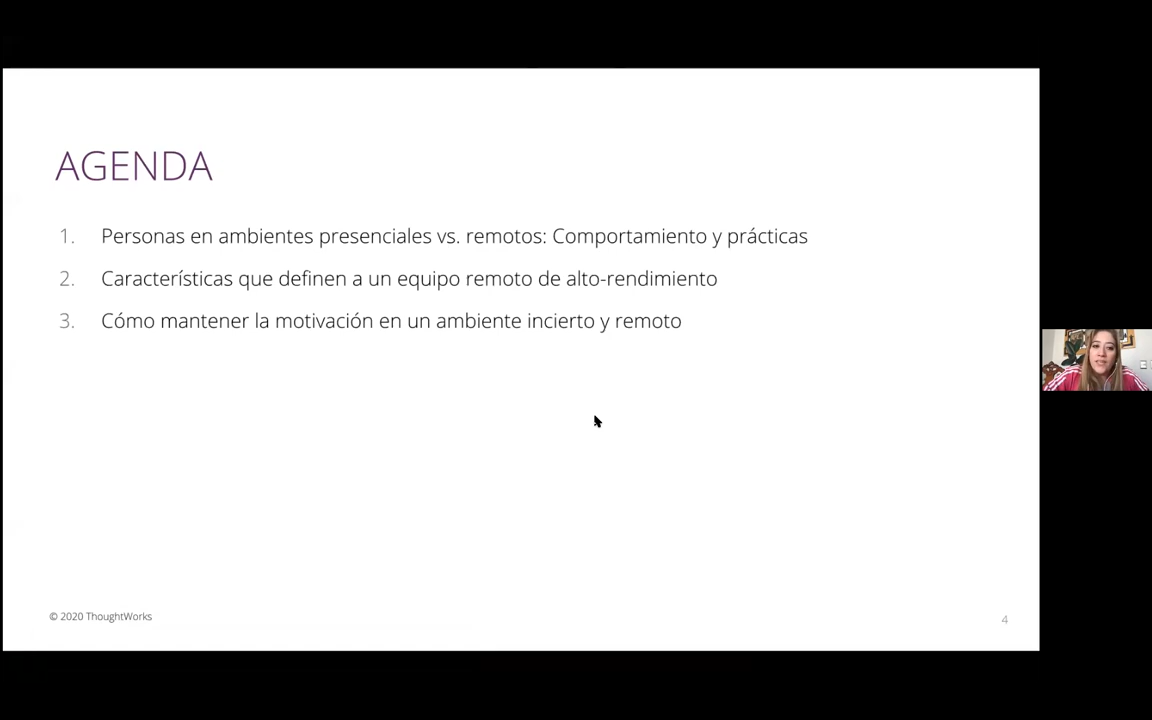 AGENDA
1. Personas en ambientes presenciales vs. remotos: Comportamiento y prácticas
2. Características que definen a un equipo remoto de alto-rendimiento
3. Cómo mantener la motivación en un ambiente incierto y remoto
© 2020 ThoughtWorks
4